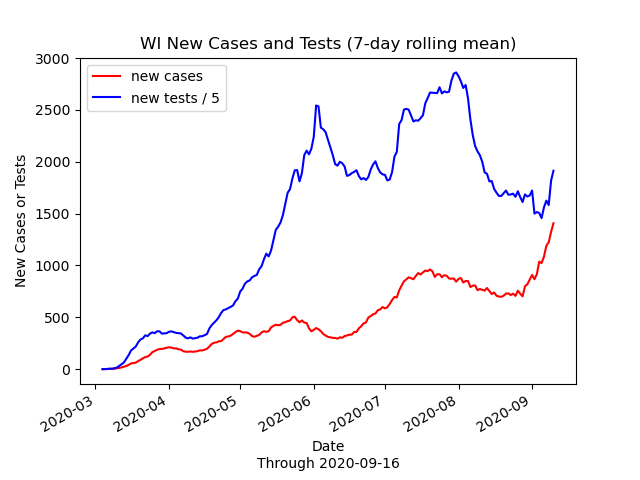 WI New Cases and Tests (7-day rolling mean)
new cases
new tests / 5
New Cases or Tests
3000
2500
2000
1500
1000
500
0
2020-03
2020-04
2020-05
2020-06
2020-07
2020-08
2020-09
Date
Through 2020-09-16